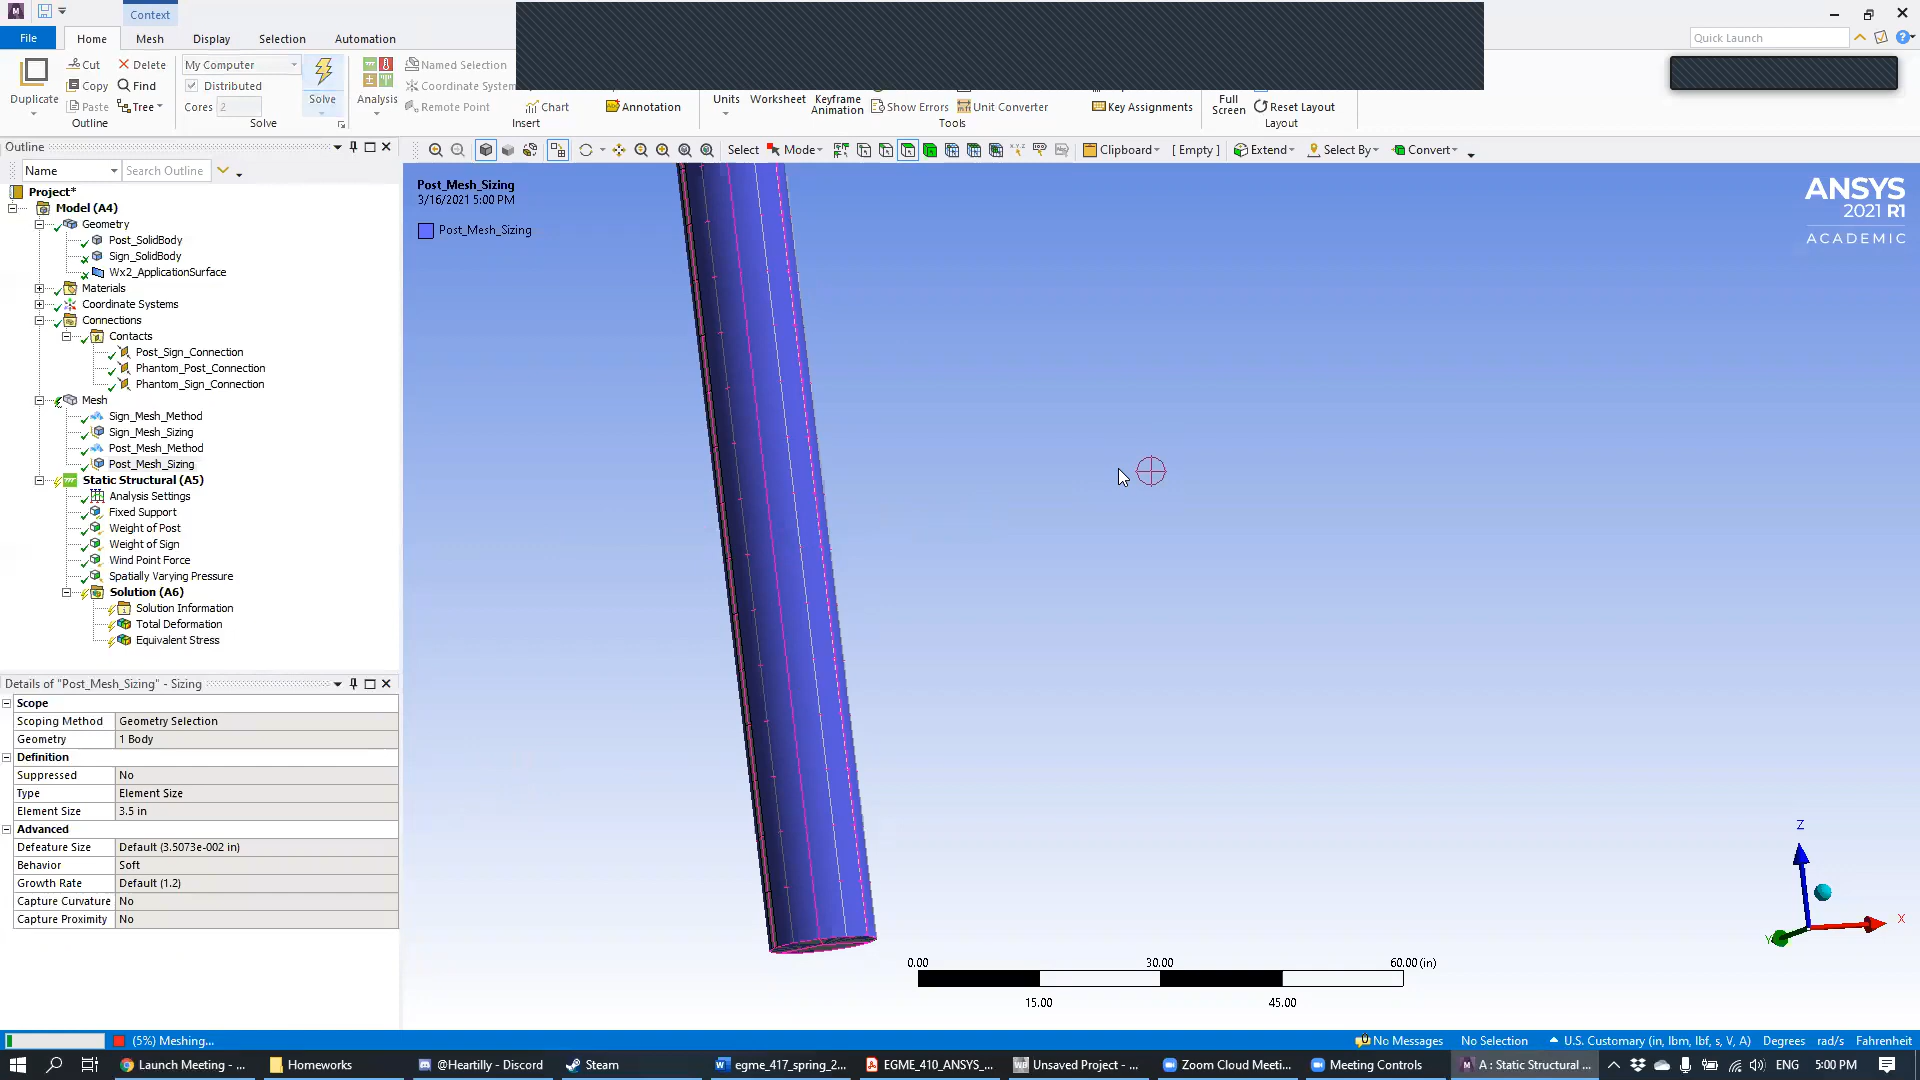 Context
File
Home
Mesh
Display
Selection
Automation
Quick Launch
Duplicate
Cut
Delete
Copy
Find
Paste
Tree
Outline
My Computer
Distributed
Cores 2
Solve
Solve
Analysis
Named Selection
Coordinate System
Remote Point
Chart
Annotation
Insert
Units
Worksheet
Keyframe
Animation
Show Errors
Unit Converter
Key Assignments
Tools
Full
Screen
Reset Layout
Layout
Outline
Name
Search Outline
Select
Mode
Clipboard
[ Empty ]
Extend
Select By
Convert
Project*
Model (A4)
Geometry
Post_SolidBody
Sign_SolidBody
Wx2_ApplicationSurface
Materials
Coordinate Systems
Connections
Contacts
Post_Sign_Connection
Phantom_Post_Connection
Phantom_Sign_Connection
Mesh
Sign_Mesh_Method
Sign_Mesh_Sizing
Post_Mesh_Method
Post_Mesh_Sizing
Static Structural (A5)
Analysis Settings
Fixed Support
Weight of Post
Weight of Sign
Wind Point Force
Spatially Varying Pressure
Solution (A6)
Solution Information
Total Deformation
Equivalent Stress
Details of "Post_Mesh_Sizing" - Sizing
Scope
Scoping Method Geometry Selection
Geometry 1 Body
Definition
Suppressed No
Type Element Size
Element Size 3.5 in
Advanced
Defeature Size Default (3.5073e-002 in)
Behavior Soft
Growth Rate Default (1.2)
Capture Curvature No
Capture Proximity No
Post_Mesh_Sizing
3/16/2021 5:00 PM
Post_Mesh_Sizing
ANSYS
2021 R1
ACADEMIC
Z
X
Y
0.00 30.00 60.00 (in)
15.00 45.00
(5%) Meshing...
No Messages
No Selection
U.S. Customary (in, lbm, lbf, s, V, A)
Degrees
rad/s
Fahrenheit
Launch Meeting - ...
Homeworks
@Heartilly - Discord
Steam
egme_417_spring_2...
EGME_410_ANSYS_...
Unsaved Project - ...
Zoom Cloud Meeti...
Meeting Controls
A : Static Structural ...
ENG
5:00 PM